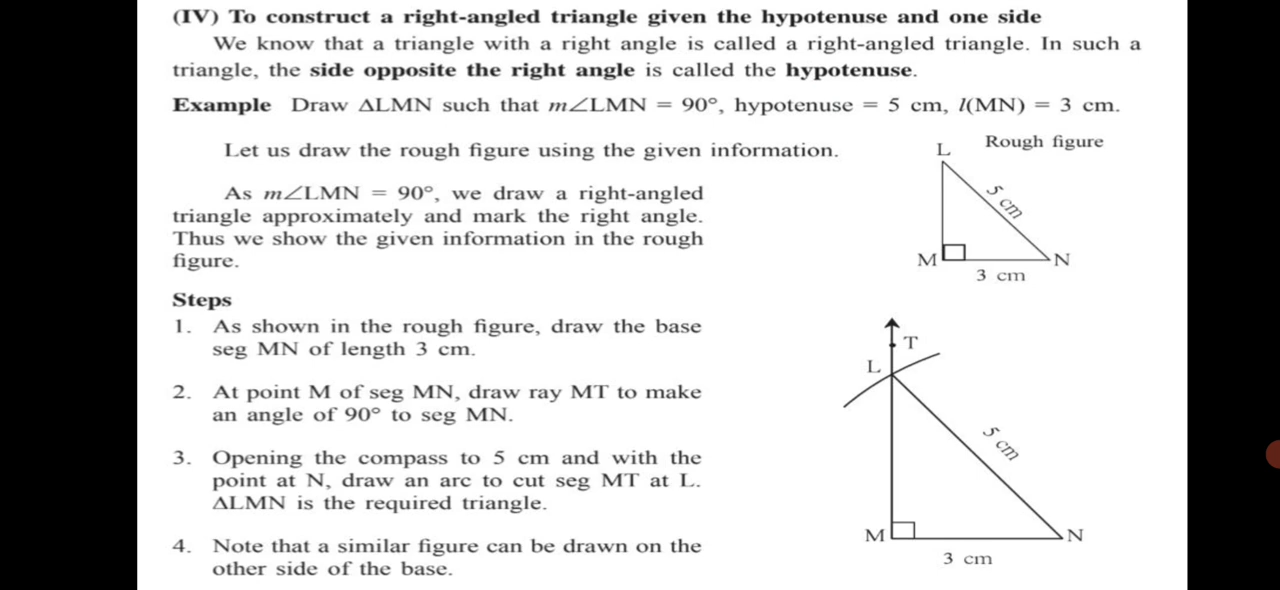 (IV) To construct a right-angled triangle given the hypotenuse and one side
We know that a triangle with a right angle is called a right-angled triangle. In such a
triangle, the side opposite the right angle is called the hypotenuse.
Example Draw ΔLMN such that m∠LMN = 90°, hypotenuse = 5 cm, l(MN) = 3 cm.
Let us draw the rough figure using the given information.
As m∠LMN = 90°, we draw a right-angled
triangle approximately and mark the right angle.
Thus we show the given information in the rough
figure.
Rough figure
L
5 cm
M
N
3 cm
Steps
1. As shown in the rough figure, draw the base
seg MN of length 3 cm.
2. At point M of seg MN, draw ray MT to make
an angle of 90° to seg MN.
3. Opening the compass to 5 cm and with the
point at N, draw an arc to cut seg MT at L.
ΔLMN is the required triangle.
4. Note that a similar figure can be drawn on the
other side of the base.
T
L
5 cm
M
N
3 cm